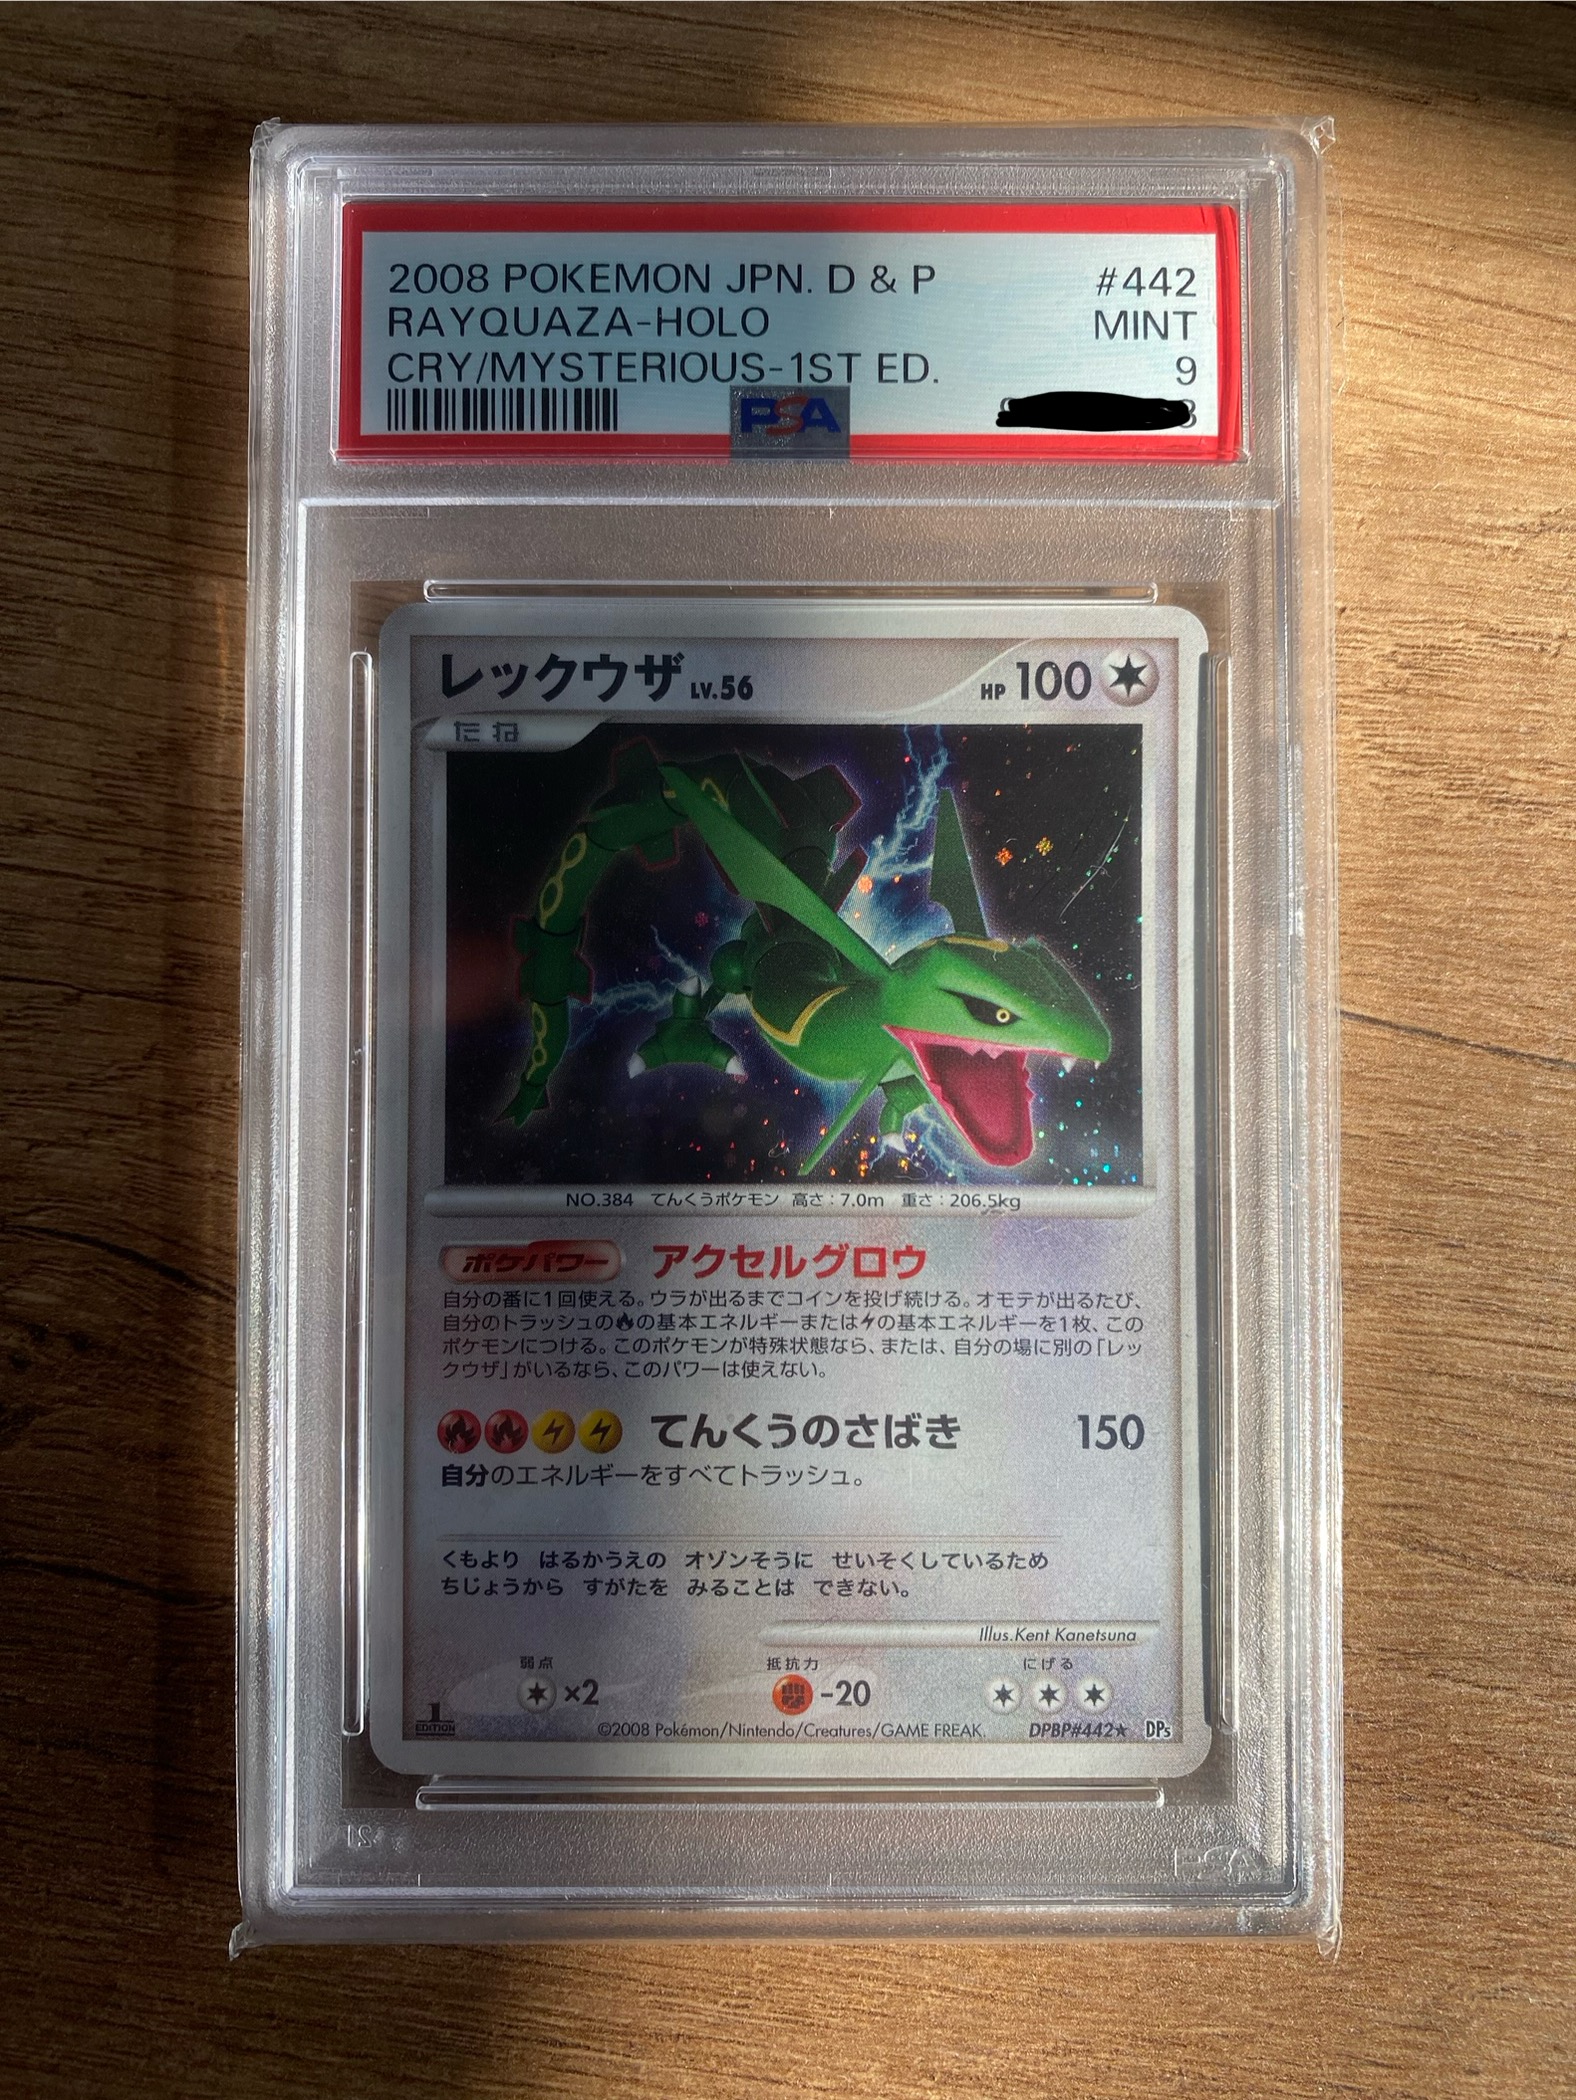 2008 POKEMON JPN. D & P #442
RAYQUAZA-HOLO MINT
CRY/MYSTERIOUS-1ST ED. 9
PSA
レックウザ LV.56 HP 100
たね
NO.384 てんくうポケモン 高さ:7.0m 重さ:206.5kg
ポケパワー アクセルグロウ
自分の番に1回使える。ウラが出るまでコインを投げ続ける。オモテが出るたび、
自分のトラッシュの の基本エネルギーまたは の基本エネルギーを1枚、この
ポケモンにつける。このポケモンが特殊状態なら、または、自分の場に別の「レッ
クウザ」がいるなら、このパワーは使えない。
てんくうのさばき 150
自分のエネルギーをすべてトラッシュ。
くもより はるかうえの オゾンそうに せいそくしているため
ちじょうから すがたを みることは できない。
Illus.Kent Kanetsuna
弱点 抵抗力 にげる
×2 -20
1 EDITION ©2008 Pokémon/Nintendo/Creatures/GAME FREAK. DPBP#442★ DPs
PSA